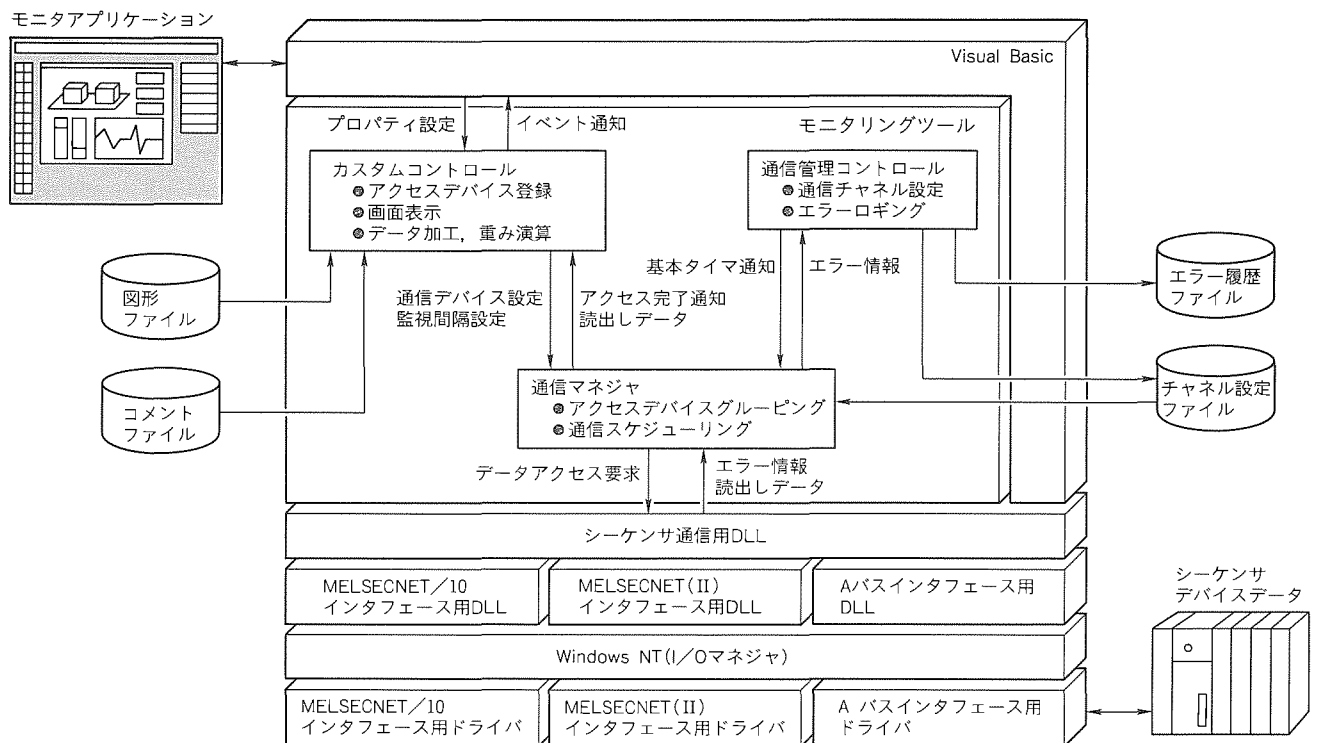 モニタアプリケーション
Visual Basic
プロパティ設定
イベント通知
モニタリングツール
カスタムコントロール
●アクセスデバイス登録
●画面表示
●データ加工，重み演算
通信管理コントロール
●通信チャネル設定
●エラーロギング
図形
ファイル
通信デバイス設定
監視間隔設定
アクセス完了通知
読出しデータ
基本タイマ通知
エラー情報
エラー履歴
ファイル
コメント
ファイル
通信マネジャ
●アクセスデバイスグルーピング
●通信スケジューリング
チャネル設定
ファイル
データアクセス要求
エラー情報
読出しデータ
シーケンサ通信用DLL
MELSECNET／10
インタフェース用DLL
MELSECNET(II)
インタフェース用DLL
Aバスインタフェース用
DLL
シーケンサ
デバイスデータ
Windows NT(I／Oマネジャ)
MELSECNET／10
インタフェース用ドライバ
MELSECNET(II)
インタフェース用ドライバ
A バスインタフェース用
ドライバ